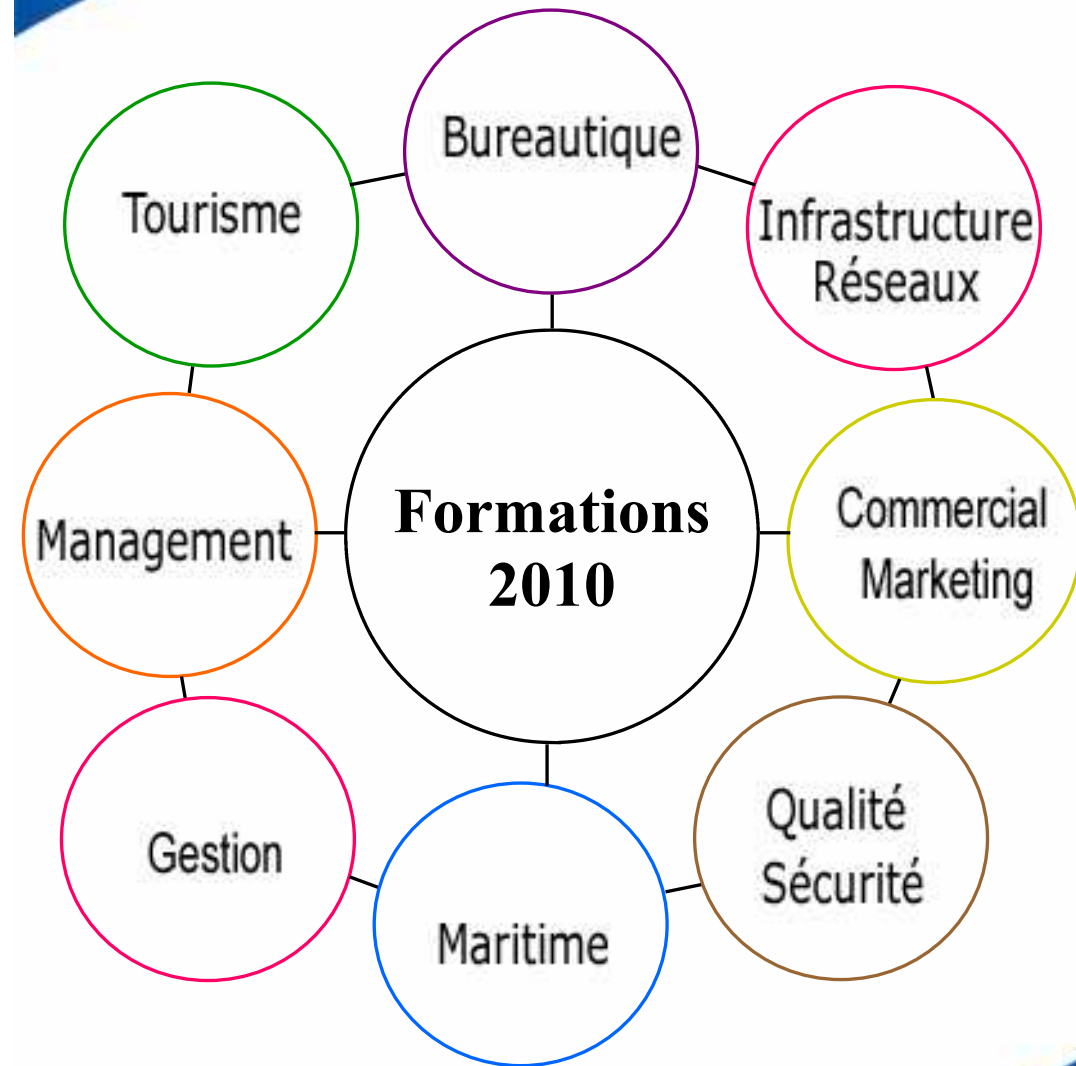 Bureautique
Tourisme
Infrastructure
Réseaux
Formations
2010
Commercial
Marketing
Management
Qualité
Sécurité
Gestion
Maritime